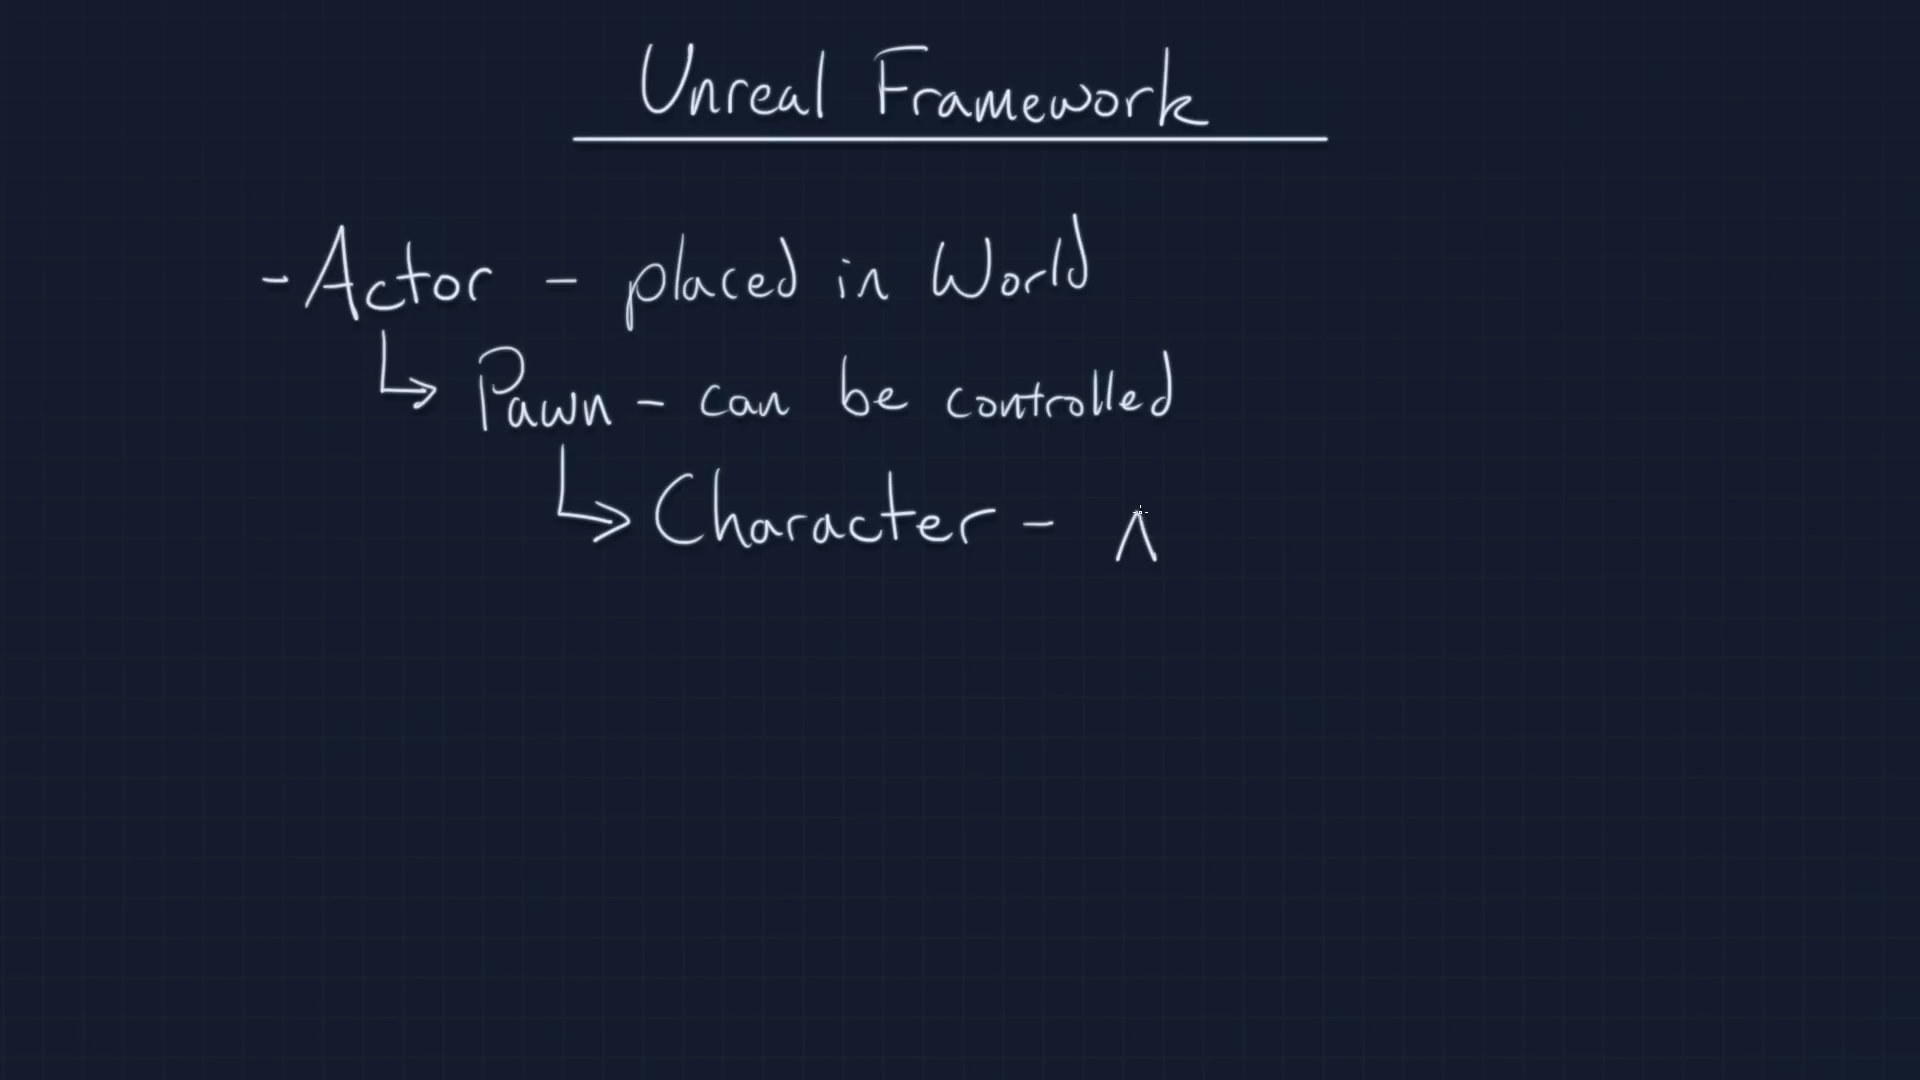 Unreal Framework
- Actor - placed in World
Pawn - can be controlled
Character -